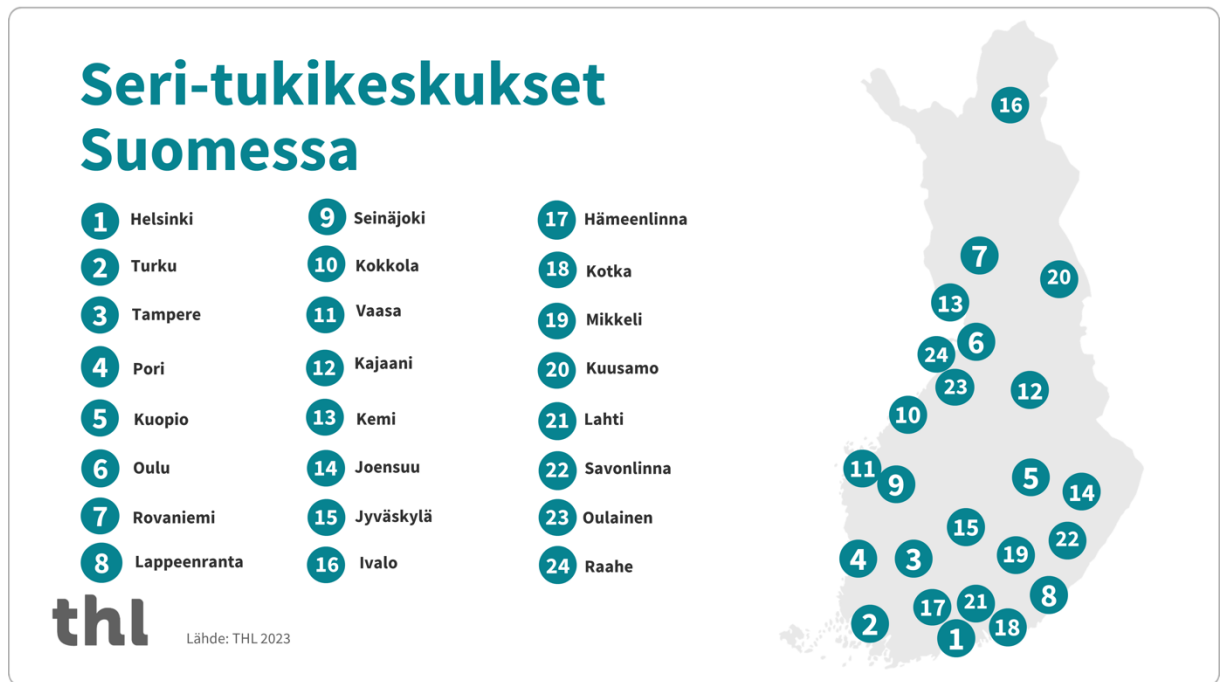 Seri-tukikeskukset
Suomessa
1 Helsinki
2 Turku
3 Tampere
4 Pori
5 Kuopio
6 Oulu
7 Rovaniemi
8 Lappeenranta
9 Seinäjoki
10 Kokkola
11 Vaasa
12 Kajaani
13 Kemi
14 Joensuu
15 Jyväskylä
16 Ivalo
17 Hämeenlinna
18 Kotka
19 Mikkeli
20 Kuusamo
21 Lahti
22 Savonlinna
23 Oulainen
24 Raahe
thl
Lähde: THL 2023
16
7
20
13
6
24
23
12
10
11
9
5
14
15
22
19
4
3
8
21
17
2
18
1